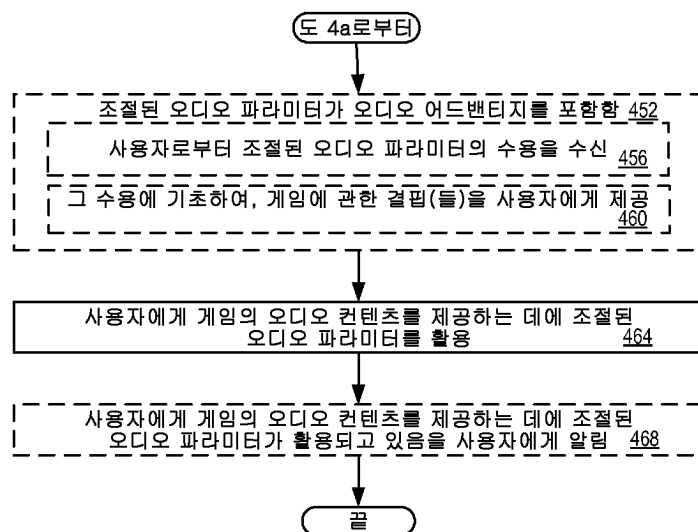 도 4a로부터
조절된 오디오 파라미터가 오디오 어드밴티지를 포함함 452
사용자로부터 조절된 오디오 파라미터의 수용을 수신
456
그 수용에 기초하여, 게임에 관한 결핍(들)을 사용자에게 제공
460
사용자에게 게임의 오디오 컨텐츠를 제공하는 데에 조절된
오디오 파라미터를 활용 464
사용자에게 게임의 오디오 컨텐츠를 제공하는 데에 조절된
오디오 파라미터가 활용되고 있음을 사용자에게 알림 468
끝